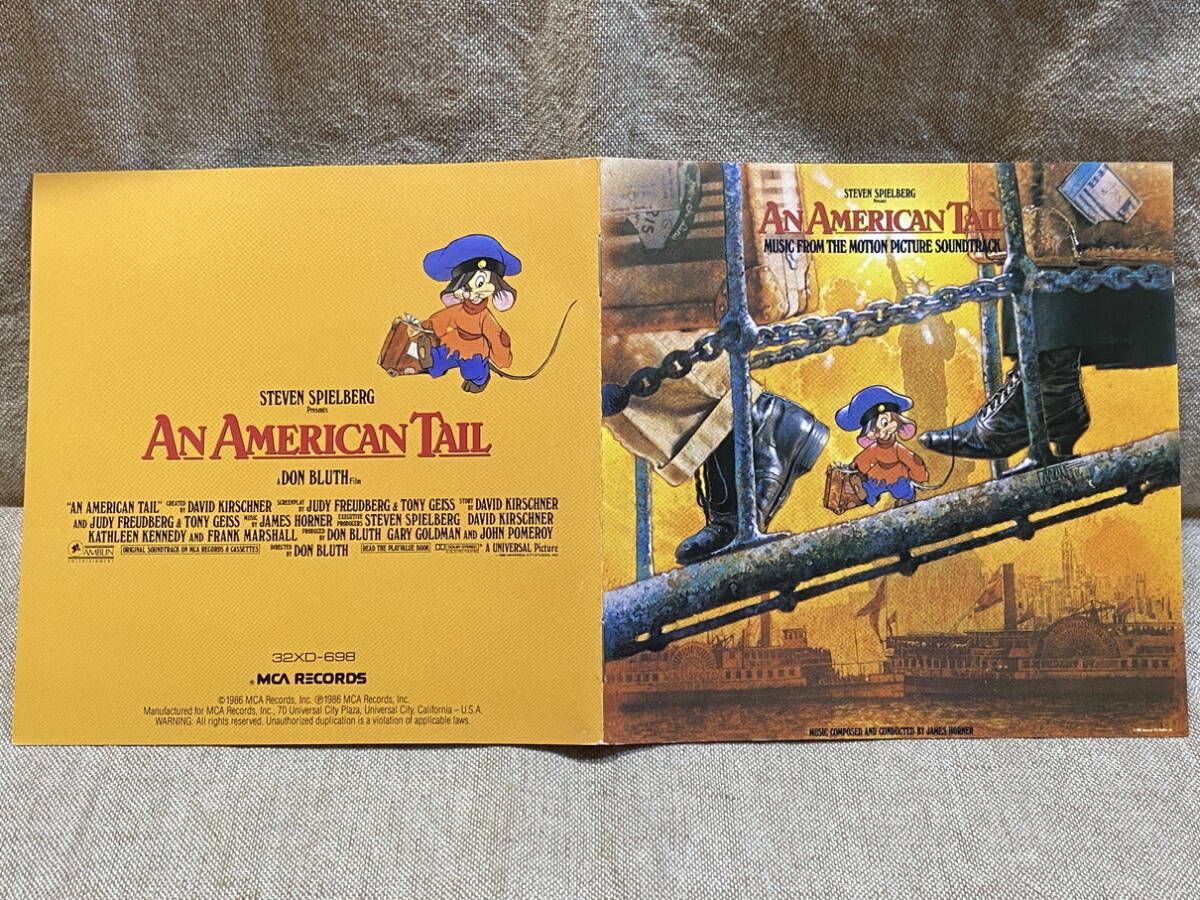 STEVEN SPIELBERG
Presents
AN AMERICAN TAIL
A DON BLUTH Film
"AN AMERICAN TAIL" CREATED BY DAVID KIRSCHNER SCREENPLAY BY JUDY FREUDBERG & TONY GEISS STORY BY DAVID KIRSCHNER
AND JUDY FREUDBERG & TONY GEISS MUSIC BY JAMES HORNER EXECUTIVE PRODUCERS STEVEN SPIELBERG DAVID KIRSCHNER
KATHLEEN KENNEDY AND FRANK MARSHALL PRODUCED BY DON BLUTH GARY GOLDMAN AND JOHN POMEROY
AMBLIN ENTERTAINMENT ORIGINAL SOUNDTRACK ON MCA RECORDS & CASSETTES DIRECTED BY DON BLUTH READ THE PLAYVALUE BOOK DOLBY STEREO A UNIVERSAL Picture
32XD-698
MCA RECORDS
©1986 MCA Records, Inc. ℗1986 MCA Records, Inc.
Manufactured for MCA Records, Inc., 70 Universal City Plaza, Universal City, California – U.S.A.
WARNING: All rights reserved. Unauthorized duplication is a violation of applicable laws.
STEVEN SPIELBERG
Presents
AN AMERICAN TAIL
MUSIC FROM THE MOTION PICTURE SOUNDTRACK
MUSIC COMPOSED AND CONDUCTED BY JAMES HORNER